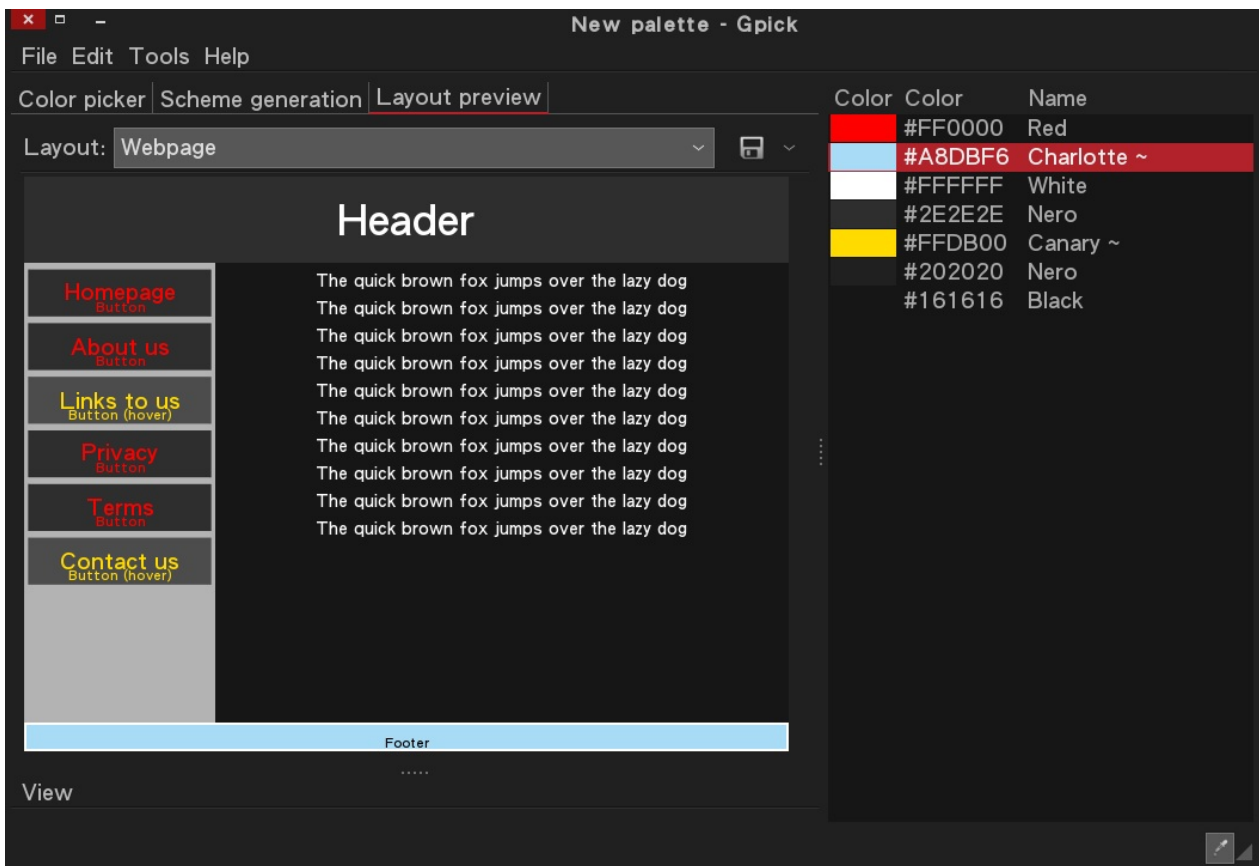 New palette - Gpick
File Edit Tools Help
Color picker Scheme generation Layout preview
Layout: Webpage
Header
Homepage
Button
About us
Button
Links to us
Button (hover)
Privacy
Button
Terms
Button
Contact us
Button (hover)
The quick brown fox jumps over the lazy dog
The quick brown fox jumps over the lazy dog
The quick brown fox jumps over the lazy dog
The quick brown fox jumps over the lazy dog
The quick brown fox jumps over the lazy dog
The quick brown fox jumps over the lazy dog
The quick brown fox jumps over the lazy dog
The quick brown fox jumps over the lazy dog
The quick brown fox jumps over the lazy dog
The quick brown fox jumps over the lazy dog
Footer
View
Color Color Name
#FF0000 Red
#A8DBF6 Charlotte ~
#FFFFFF White
#2E2E2E Nero
#FFDB00 Canary ~
#202020 Nero
#161616 Black